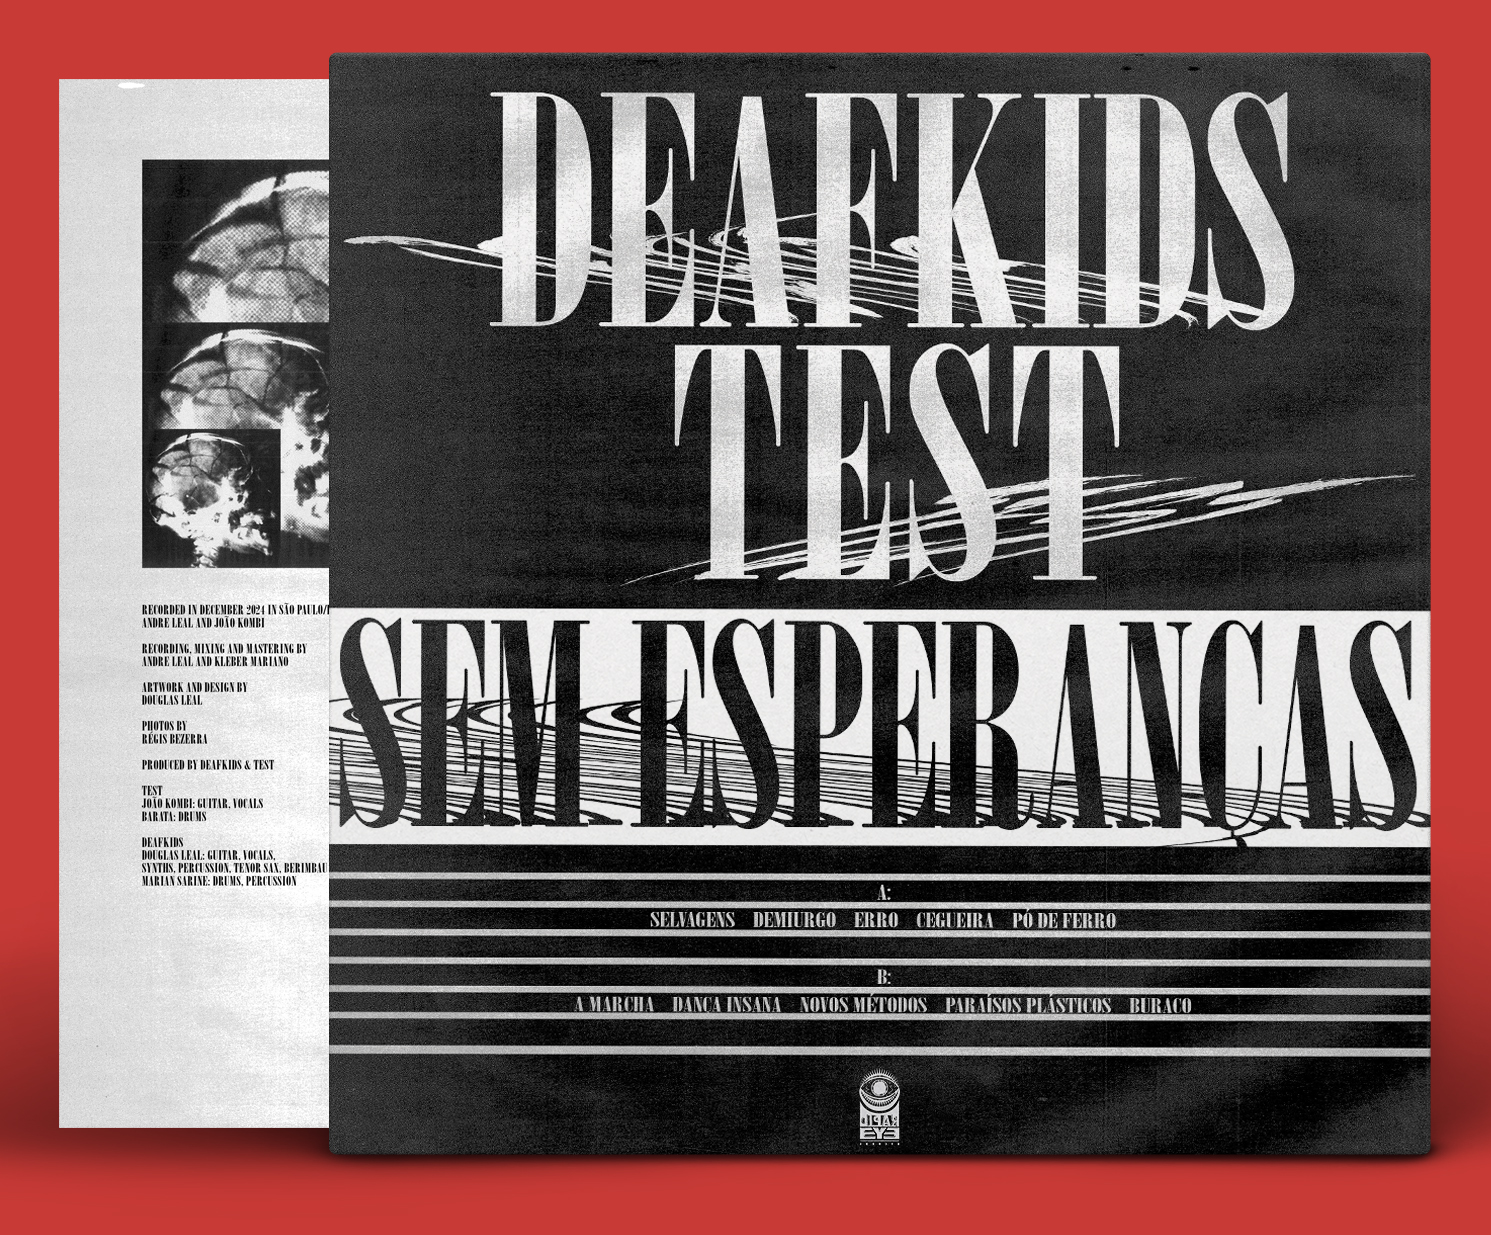 DEAFKIDS
TEST
SEM ESPERANÇAS
A:
SELVAGENS DEMIURGO ERRO CEGUEIRA PÓ DE FERRO
B:
A MARCHA DANÇA INSANA NOVOS MÉTODOS PARAÍSOS PLÁSTICOS BURACO
EYE
RECORDED IN DECEMBER 2024 IN SÃO PAULO/
ANDRE LEAL AND JOÃO KOMBI
RECORDING, MIXING AND MASTERING BY
ANDRE LEAL AND KLEBER MARIANO
ARTWORK AND DESIGN BY
DOUGLAS LEAL
PHOTOS BY
RÉGIS BEZERRA
PRODUCED BY DEAFKIDS & TEST
TEST
JOÃO KOMBI: GUITAR, VOCALS
BARATA: DRUMS
DEAFKIDS
DOUGLAS LEAL: GUITAR, VOCALS,
SYNTHS, PERCUSSION, TENOR SAX, BERIMBAU
MARIAN SARINE: DRUMS, PERCUSSION